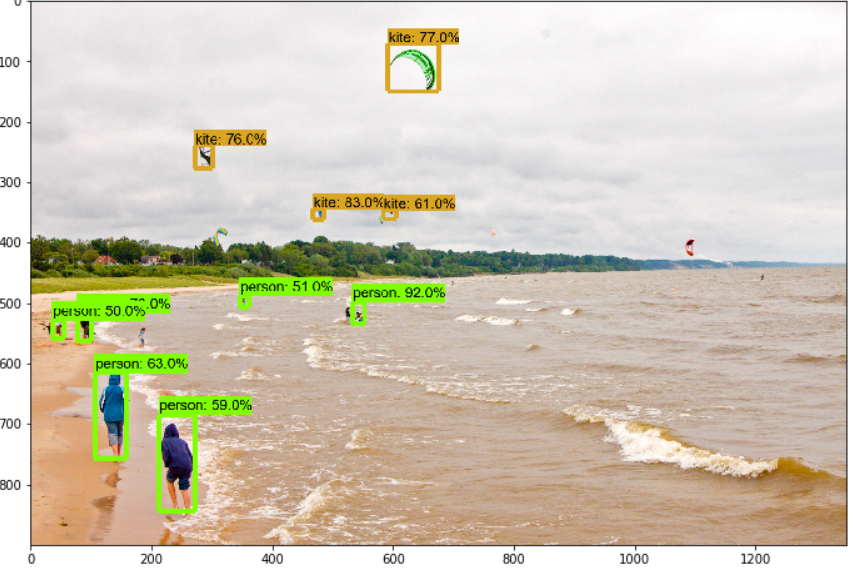 0
kite: 77.0%
100
kite: 76.0%
200
300
kite: 83.0%
kite: 61.0%
400
person: 51.0%
person: 92.0%
500
person: 50.0%
person: 63.0%
600
person: 59.0%
700
800
0 200 400 600 800 1000 1200